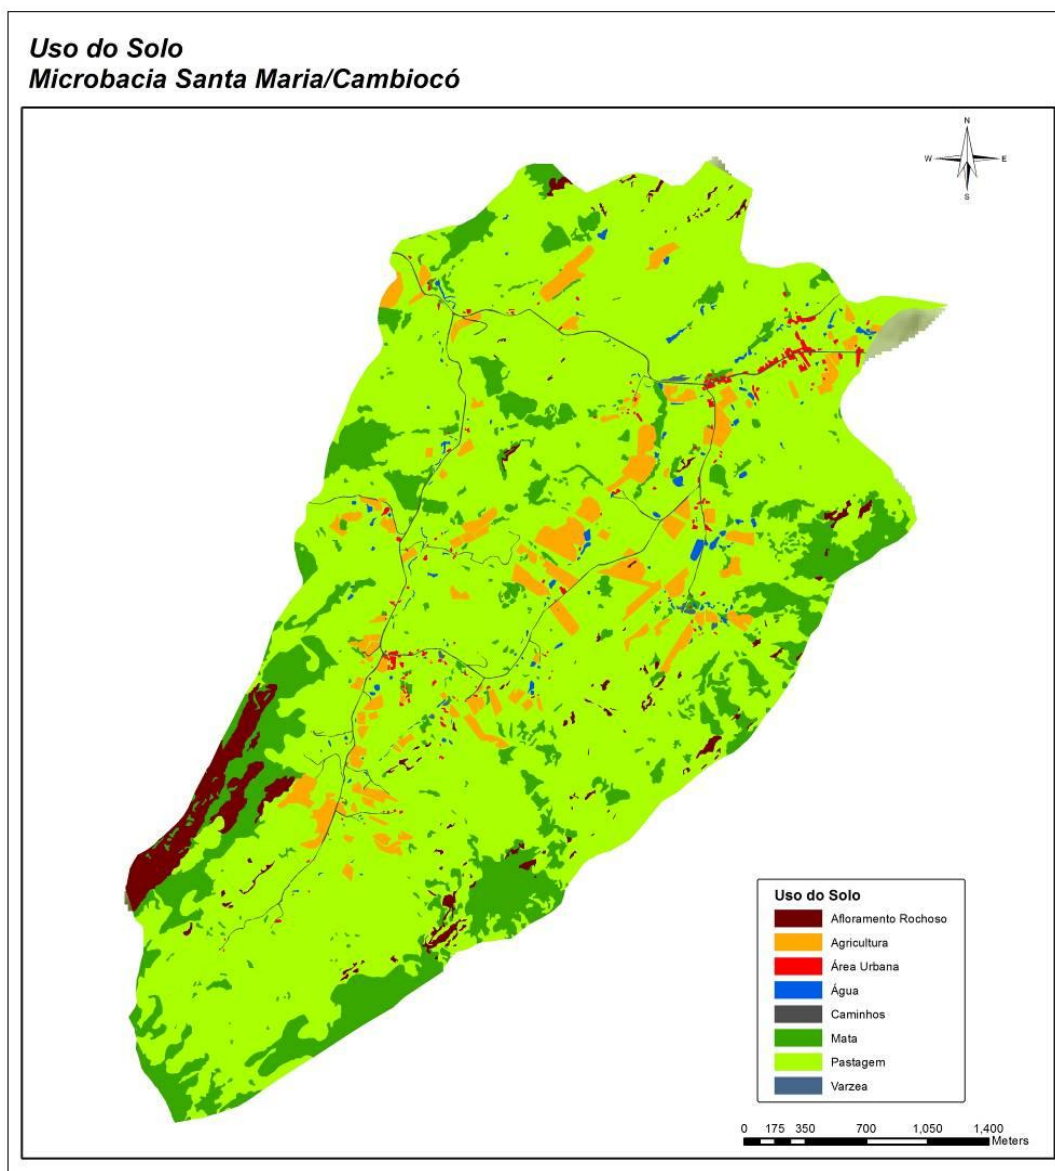 Uso do Solo
Microbacia Santa Maria/Cambiocó
N
W E
S
Uso do Solo
Afloramento Rochoso
Agricultura
Área Urbana
Água
Caminhos
Mata
Pastagem
Varzea
0 175 350 700 1,050 1,400
Meters